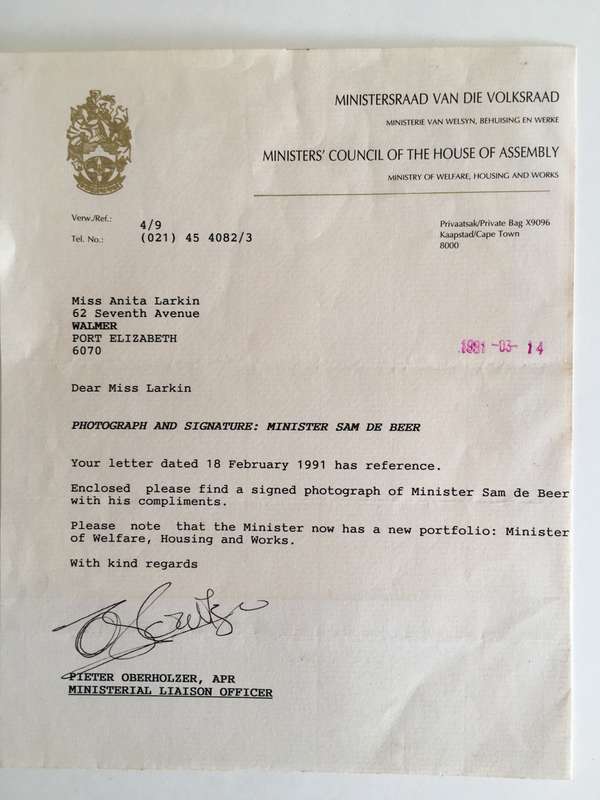 MINISTERSRAAD VAN DIE VOLKSRAAD
MINISTERIE VAN WELSYN, BEHUISING EN WERKE
MINISTERS' COUNCIL OF THE HOUSE OF ASSEMBLY
MINISTRY OF WELFARE, HOUSING AND WORKS
Verw./Ref.: 4/9
Tel. No.: (021) 45 4082/3
Privaatsak/Private Bag X9096
Kaapstad/Cape Town
8000
Miss Anita Larkin
62 Seventh Avenue
WALMER
PORT ELIZABETH
6070
1991 -03- 14
Dear Miss Larkin
PHOTOGRAPH AND SIGNATURE: MINISTER SAM DE BEER
Your letter dated 18 February 1991 has reference.
Enclosed please find a signed photograph of Minister Sam de Beer
with his compliments.
Please note that the Minister now has a new portfolio: Minister
of Welfare, Housing and Works.
With kind regards
PIETER OBERHOLZER, APR
MINISTERIAL LIAISON OFFICER